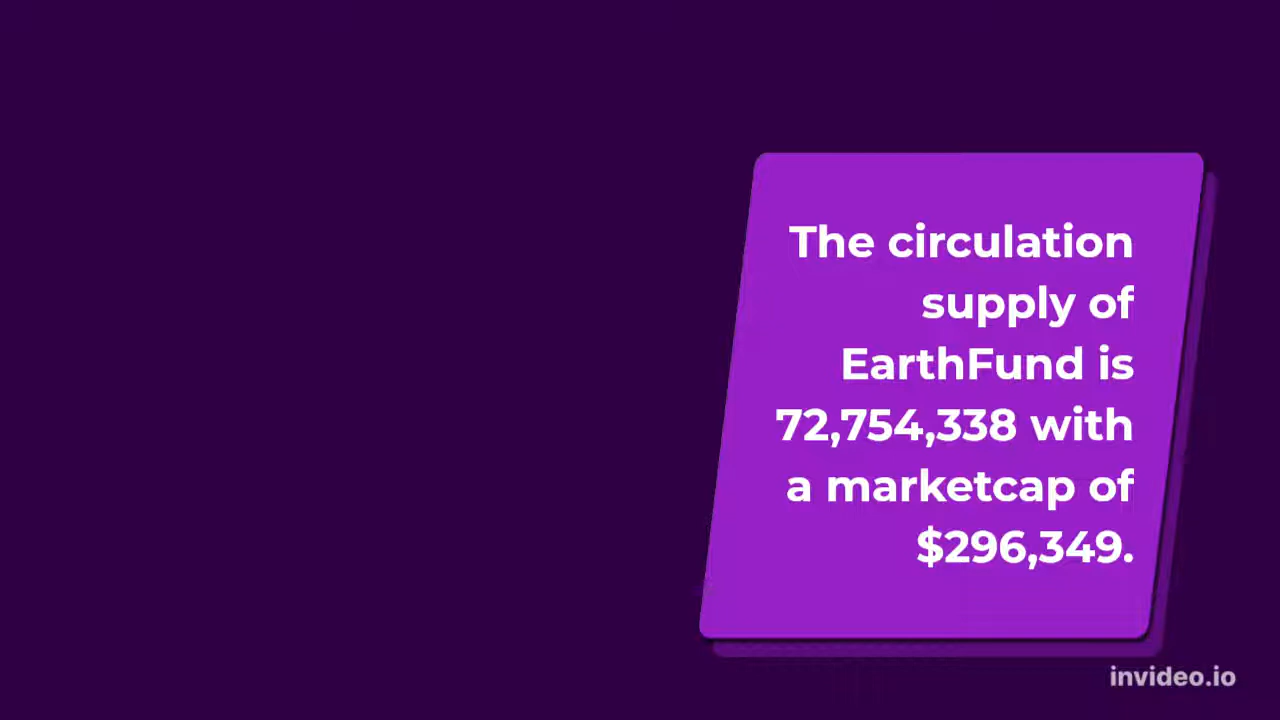 The circulation
supply of
EarthFund is
72,754,338 with
a marketcap of
$296,349.
invideo.io